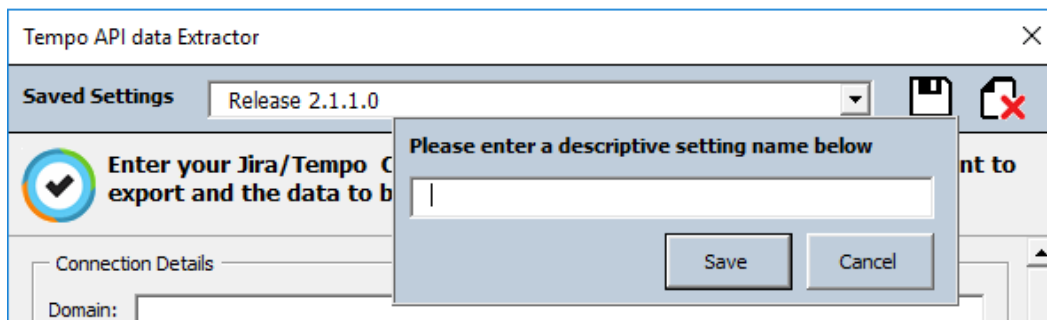 Tempo API data Extractor
Saved Settings
Release 2.1.1.0
Please enter a descriptive setting name below
Enter your Jira/Tempo
nt to
export and the data to b
Save
Cancel
Connection Details
Domain: